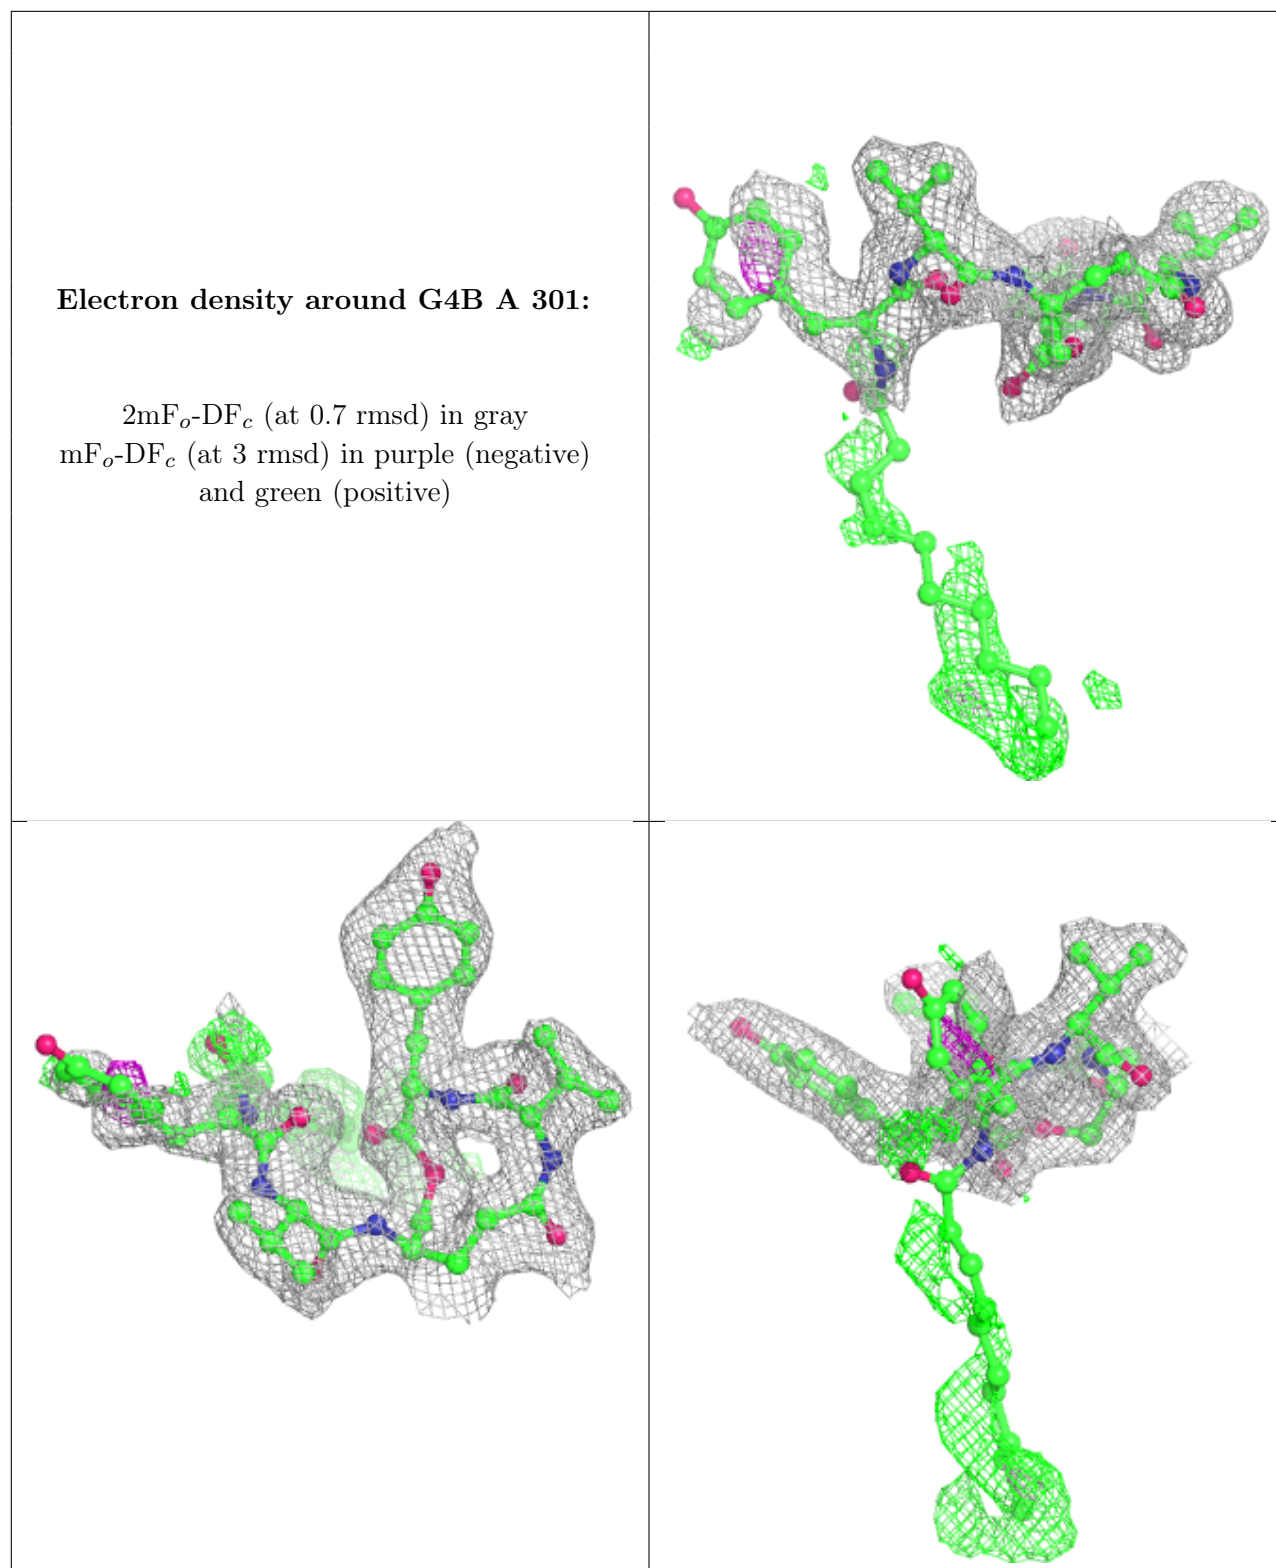 Electron density around G4B A 301:
2mFₒ-DF𝒸 (at 0.7 rmsd) in gray
mFₒ-DF𝒸 (at 3 rmsd) in purple (negative)
and green (positive)